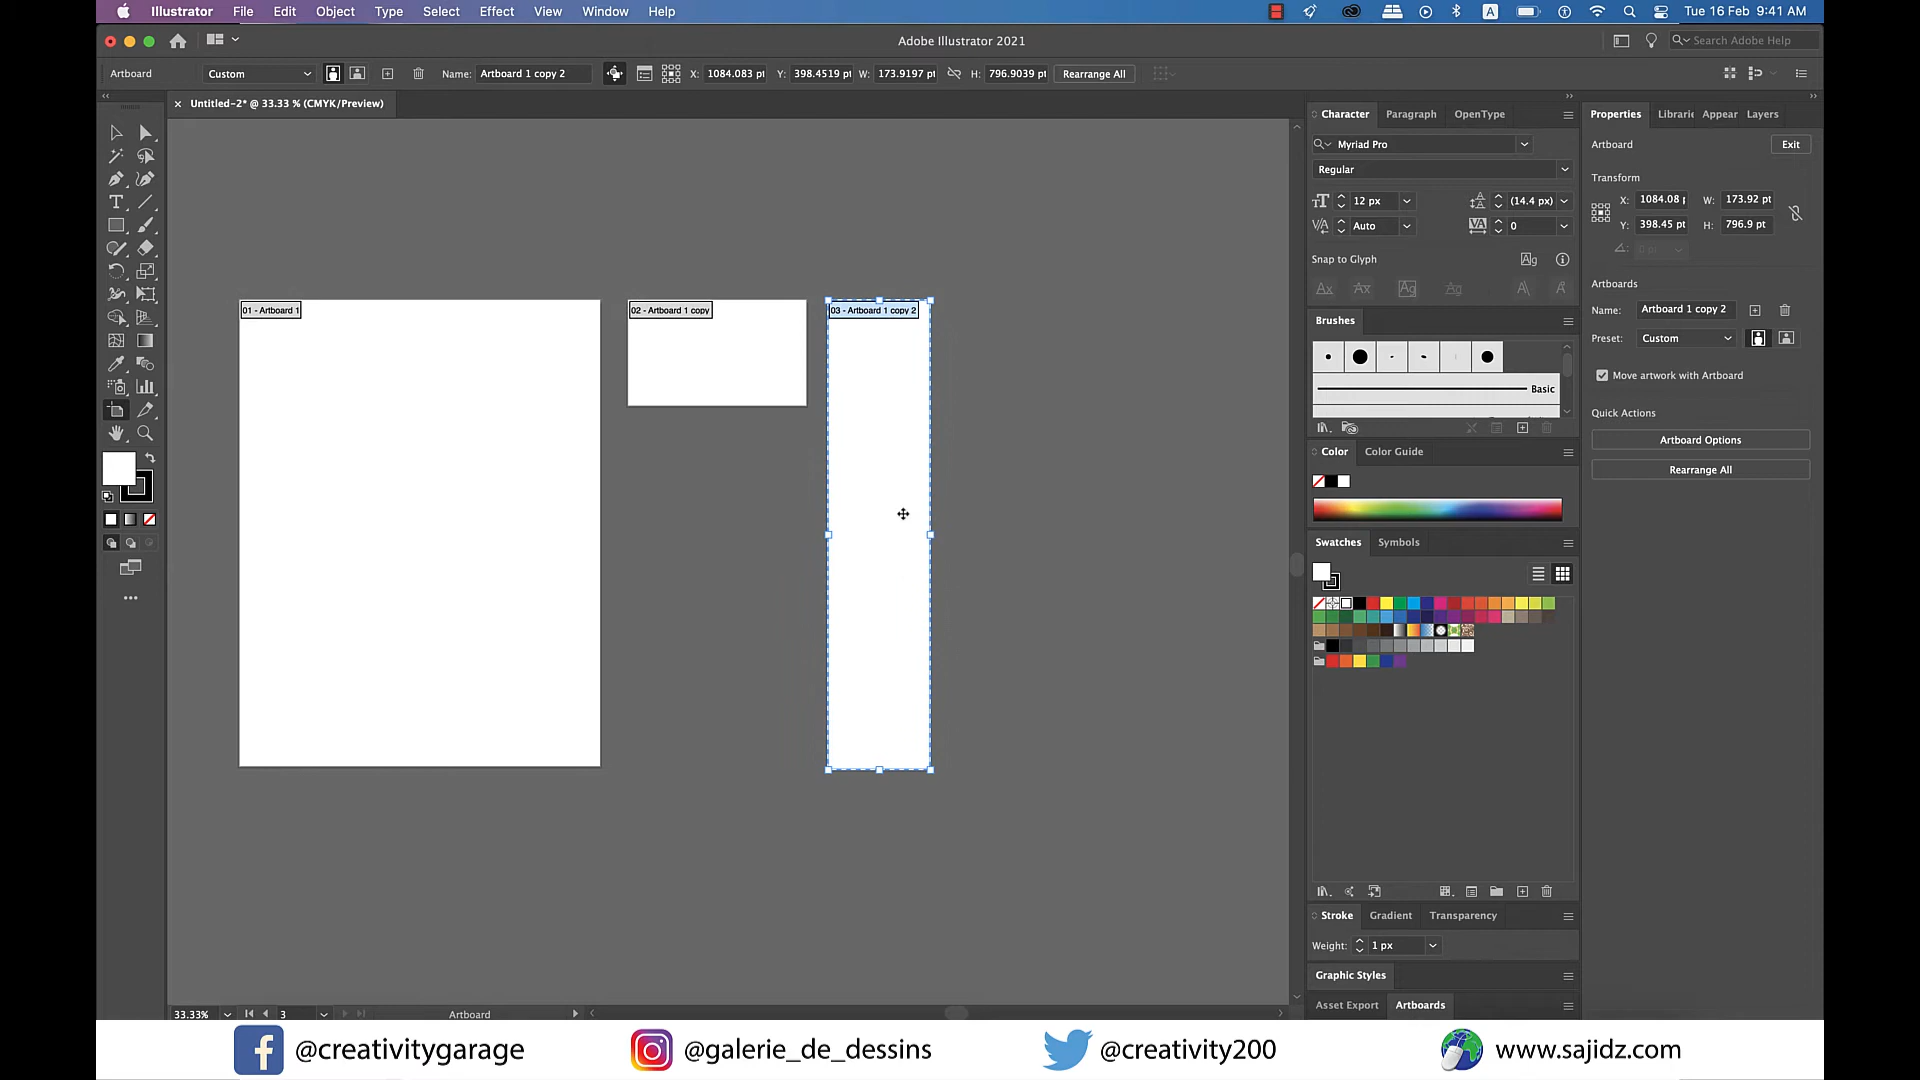 Illustrator File Edit Object Type Select Effect View Window Help
A
Tue 16 Feb 9:41 AM
Adobe Illustrator 2021
Search Adobe Help
Artboard
Custom
Name: Artboard 1 copy 2
X: 1084.083 pt
Y: 398.4519 pt
W: 173.9197 pt
H: 796.9039 pt
Rearrange All
Untitled-2* @ 33.33 % (CMYK/Preview)
01 - Artboard 1
02 - Artboard 1 copy
03 - Artboard 1 copy 2
Character Paragraph OpenType
Myriad Pro
Regular
12 px
(14.4 px)
Auto
0
Snap to Glyph
Brushes
Basic
Color Color Guide
Swatches Symbols
Stroke Gradient Transparency
Weight: 1 px
Graphic Styles
Asset Export Artboards
Properties Librarie Appear Layers
Artboard
Exit
Transform
X: 1084.08 p
W: 173.92 pt
Y: 398.45 pt
H: 796.9 pt
0 pt
Artboards
Name: Artboard 1 copy 2
Preset: Custom
Move artwork with Artboard
Quick Actions
Artboard Options
Rearrange All
33.33%
3
Artboard
@creativitygarage
@galerie_de_dessins
@creativity200
www.sajidz.com